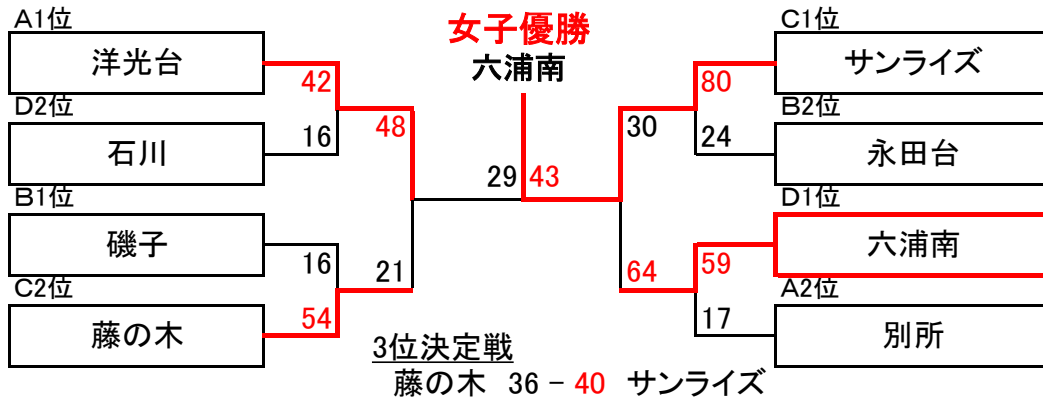 A1位
洋光台
42
D2位
石川
16
48
B1位
磯子
16
C2位
藤の木
54
21
女子優勝
六浦南
29 43
C1位
サンライズ
80
30
B2位
永田台
24
D1位
六浦南
59
64
A2位
別所
17
3位決定戦
藤の木 36 − 40 サンライズ